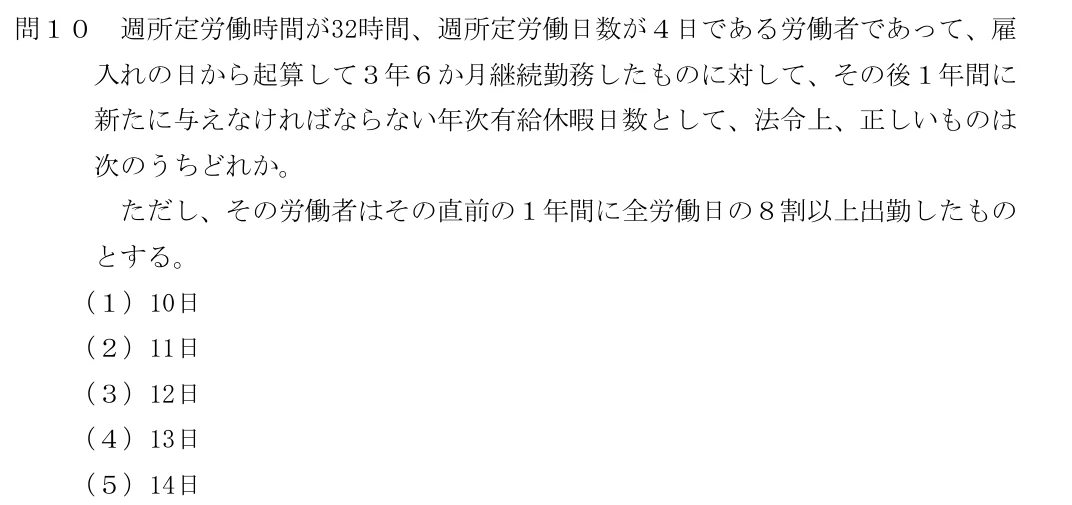 問１０　週所定労働時間が32時間、週所定労働日数が４日である労働者であって、雇
入れの日から起算して３年６か月継続勤務したものに対して、その後１年間に
新たに与えなければならない年次有給休暇日数として、法令上、正しいものは
次のうちどれか。
ただし、その労働者はその直前の１年間に全労働日の８割以上出勤したもの
とする。
（１）10日
（２）11日
（３）12日
（４）13日
（５）14日